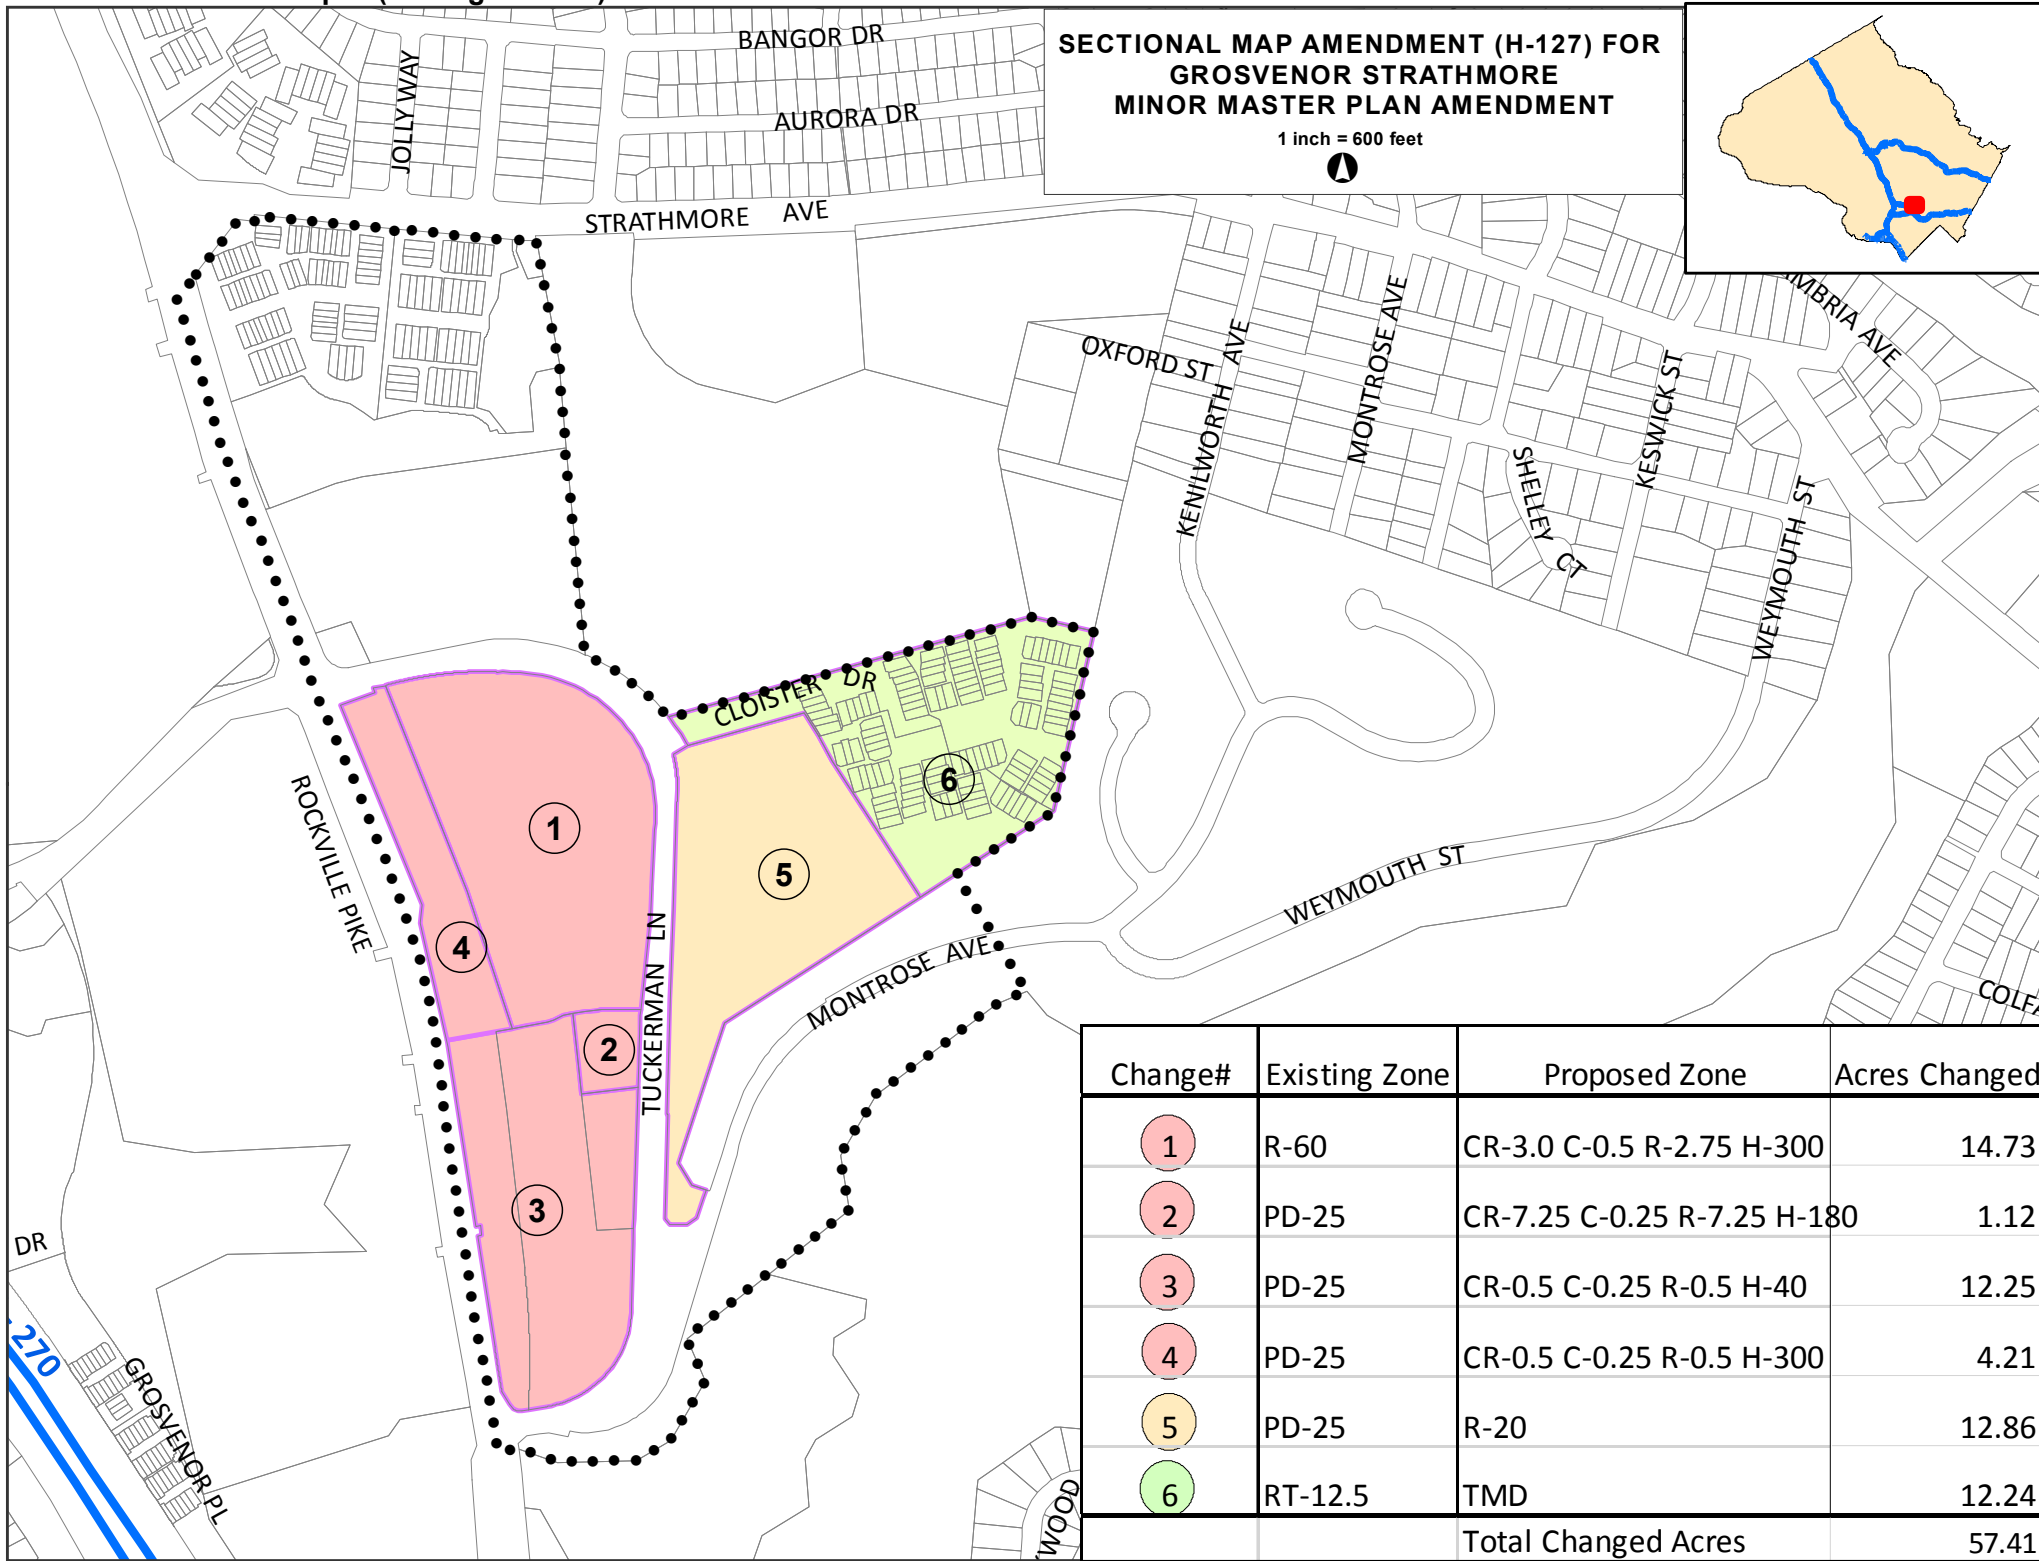 SECTIONAL MAP AMENDMENT (H-127) FOR
GROSVENOR STRATHMORE
MINOR MASTER PLAN AMENDMENT
1 inch = 600 feet
BANGOR DR
JOLLY WAY
AURORA DR
STRATHMORE AVE
OXFORD ST
KENILWORTH AVE
MONTROSE AVE
MBRIA AVE
KESWICK ST
SHELLEY CT
WEYMOUTH ST
CLOISTER DR
ROCKVILLE PIKE
1
6
5
4
2
3
TUCKERMAN LN
MONTROSE AVE
WEYMOUTH ST
COLFA
DR
270
GROSVENOR PL
WOOD
Change# Existing Zone Proposed Zone Acres Changed
1 R-60 CR-3.0 C-0.5 R-2.75 H-300 14.73
2 PD-25 CR-7.25 C-0.25 R-7.25 H-180 1.12
3 PD-25 CR-0.5 C-0.25 R-0.5 H-40 12.25
4 PD-25 CR-0.5 C-0.25 R-0.5 H-300 4.21
5 PD-25 R-20 12.86
6 RT-12.5 TMD 12.24
Total Changed Acres 57.41